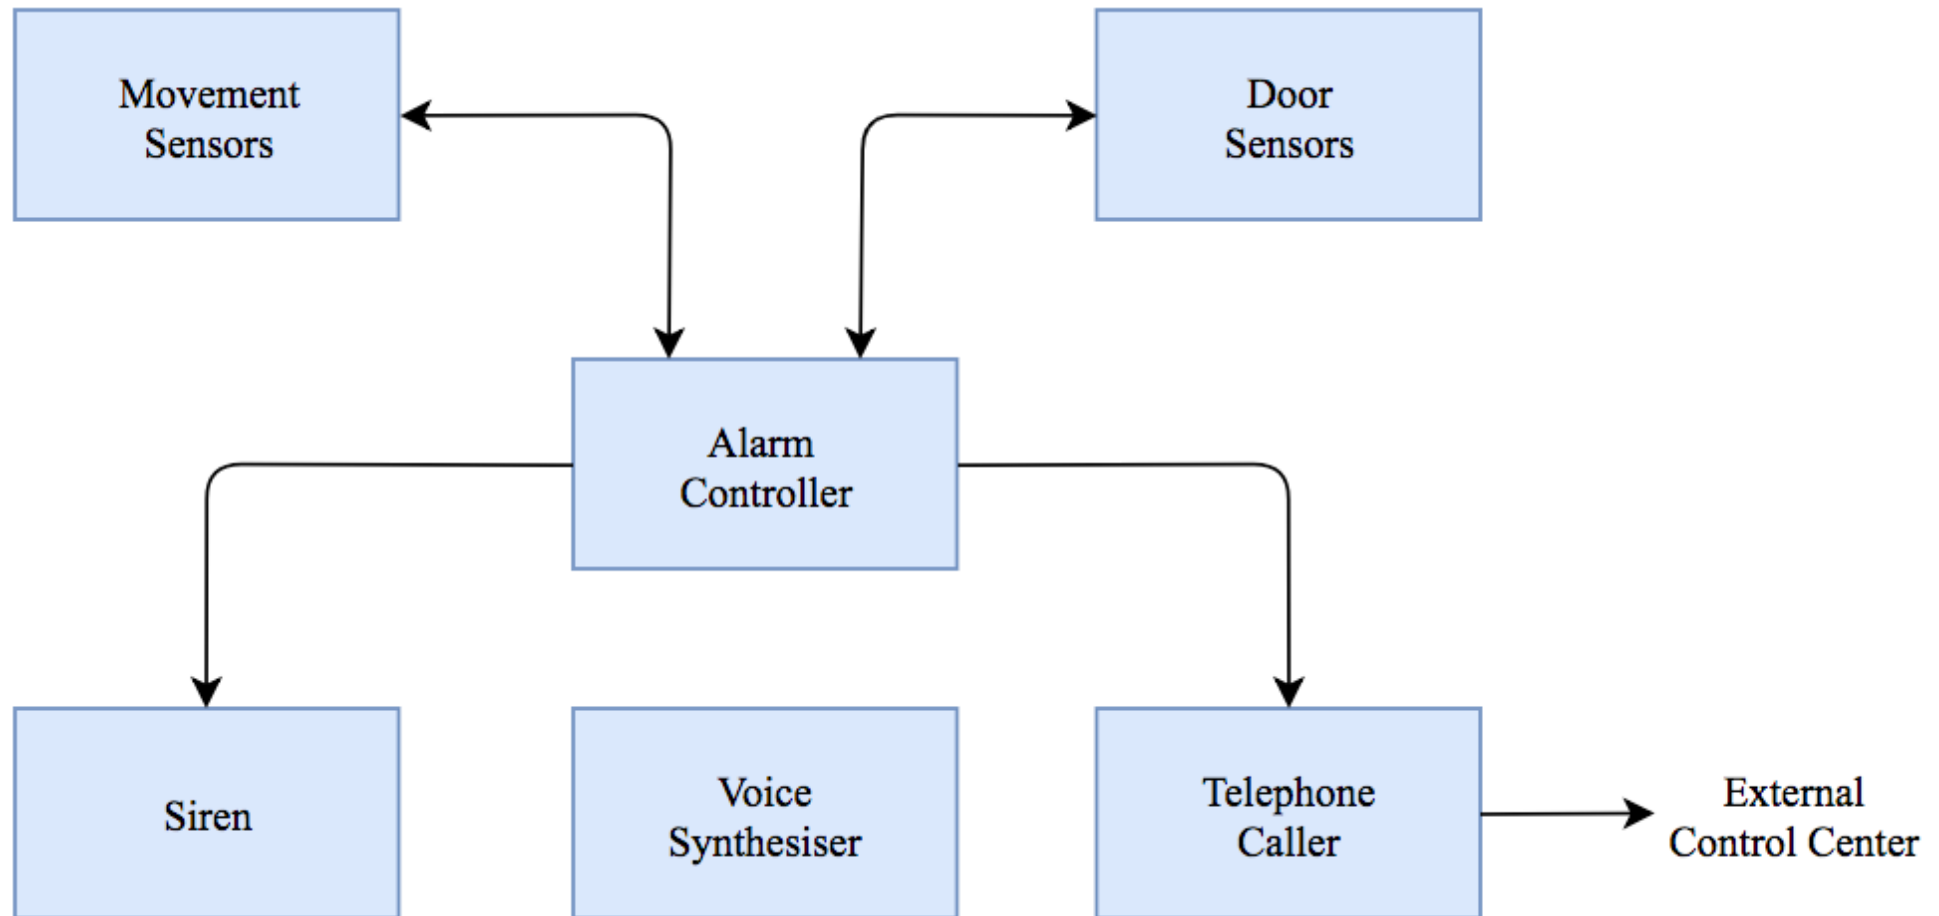 Movement
Sensors
Door
Sensors
Alarm
Controller
Siren
Voice
Synthesiser
Telephone
Caller
External
Control Center